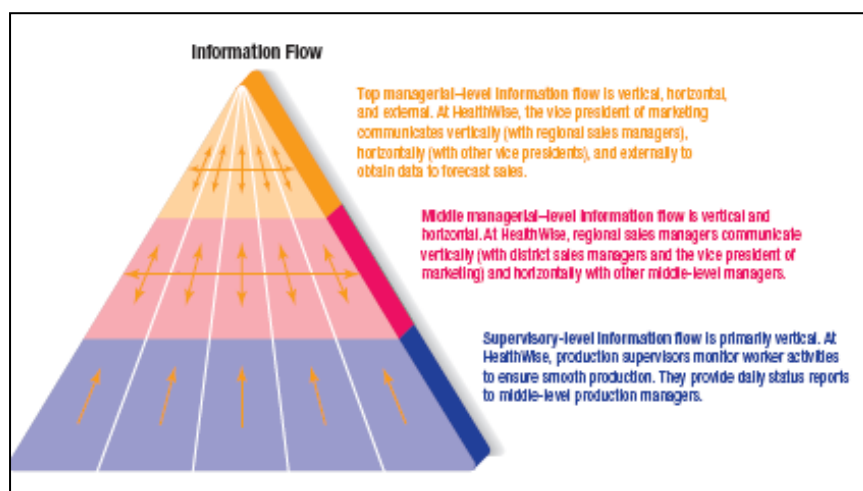 Information Flow
Top managerial–level information flow is vertical, horizontal,
and external. At HealthWise, the vice president of marketing
communicates vertically (with regional sales managers),
horizontally (with other vice presidents), and externally to
obtain data to forecast sales.
Middle managerial–level information flow is vertical and
horizontal. At HealthWise, regional sales managers communicate
vertically (with district sales managers and the vice president of
marketing) and horizontally with other middle-level managers.
Supervisory-level information flow is primarily vertical. At
HealthWise, production supervisors monitor worker activities
to ensure smooth production. They provide daily status reports
to middle-level production managers.